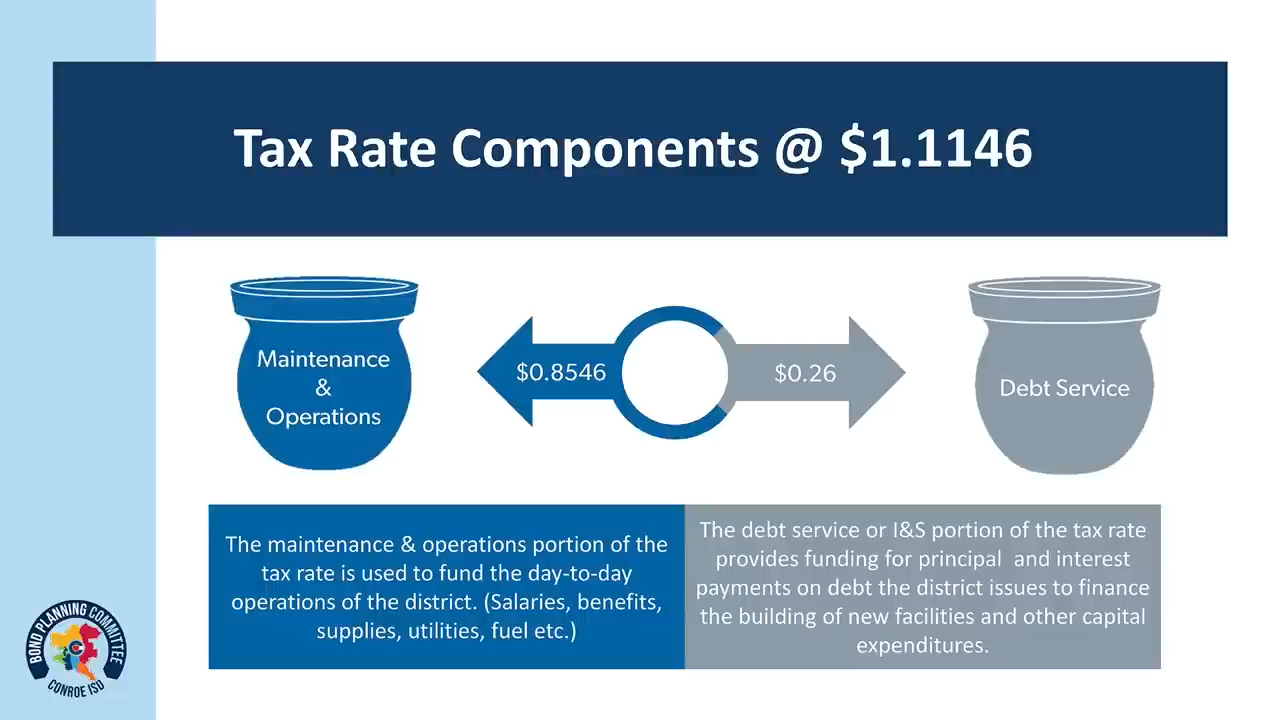 Tax Rate Components @ $1.1146
Maintenance
&
Operations
$0.8546
$0.26
Debt Service
The maintenance & operations portion of the
tax rate is used to fund the day-to-day
operations of the district. (Salaries, benefits,
supplies, utilities, fuel etc.)
The debt service or I&S portion of the tax rate
provides funding for principal  and interest
payments on debt the district issues to finance
the building of new facilities and other capital
expenditures.
BOND PLANNING COMMITTEE
CONROE ISD